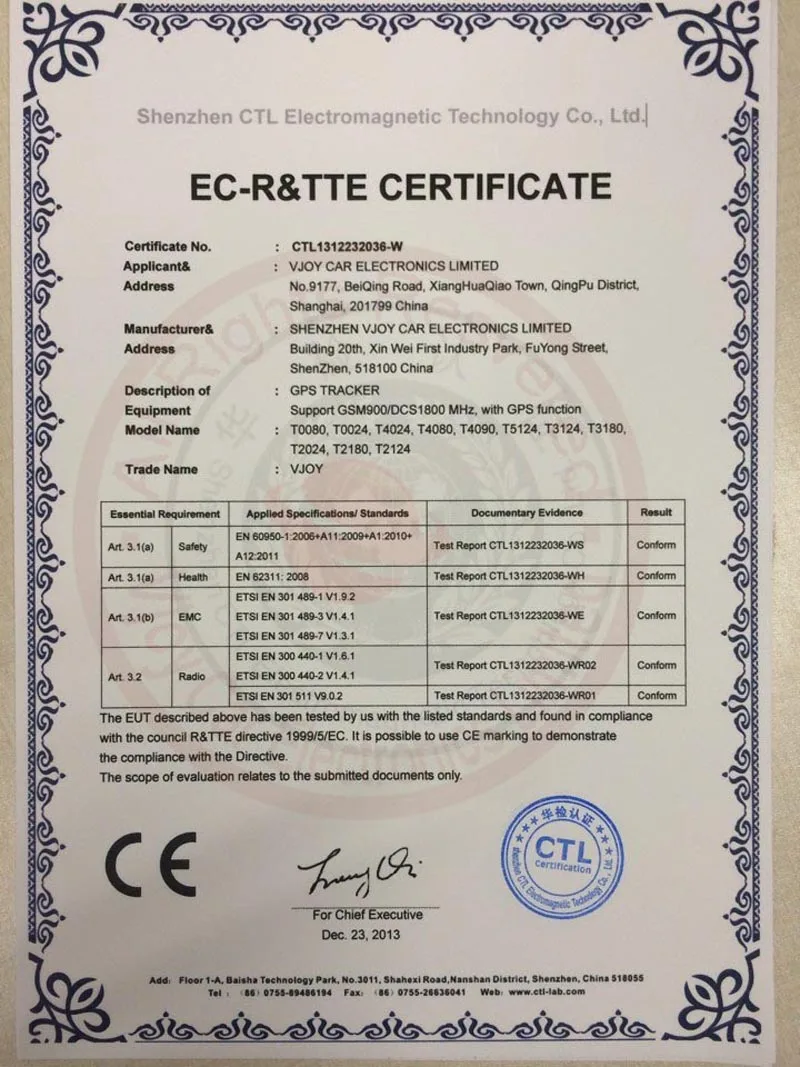 Shenzhen CTL Electromagnetic Technology Co., Ltd.
EC-R&TTE CERTIFICATE
Certificate No. : CTL1312232036-W
Applicant& : VJOY CAR ELECTRONICS LIMITED
Address No.9177, BeiQing Road, XiangHuaQiao Town, QingPu District,
Shanghai, 201799 China
Manufacturer& : SHENZHEN VJOY CAR ELECTRONICS LIMITED
Address Building 20th, Xin Wei First Industry Park, FuYong Street,
ShenZhen, 518100 China
Description of : GPS TRACKER
Equipment Support GSM900/DCS1800 MHz, with GPS function
Model Name : T0080, T0024, T4024, T4080, T4090, T5124, T3124, T3180,
T2024, T2180, T2124
Trade Name : VJOY
Essential Requirement Applied Specifications/ Standards Documentary Evidence Result
Art. 3.1(a) Safety EN 60950-1:2006+A11:2009+A1:2010+
A12:2011 Test Report CTL1312232036-WS Conform
Art. 3.1(a) Health EN 62311: 2008 Test Report CTL1312232036-WH Conform
ETSI EN 301 489-1 V1.9.2
Art. 3.1(b) EMC ETSI EN 301 489-3 V1.4.1 Test Report CTL1312232036-WE Conform
ETSI EN 301 489-7 V1.3.1
Art. 3.2 Radio ETSI EN 300 440-1 V1.6.1
ETSI EN 300 440-2 V1.4.1 Test Report CTL1312232036-WR02 Conform
ETSI EN 301 511 V9.0.2 Test Report CTL1312232036-WR01 Conform
The EUT described above has been tested by us with the listed standards and found in compliance
with the council R&TTE directive 1999/5/EC. It is possible to use CE marking to demonstrate
the compliance with the Directive.
The scope of evaluation relates to the submitted documents only.
CE
华检认证
CTL
Certification
Shenzhen CTL Electromagnetic Technology Co., Ltd.
For Chief Executive
Dec. 23, 2013
Add: Floor 1-A, Baisha Technology Park, No.3011, Shahexi Road,Nanshan District, Shenzhen, China 518055
Tel : (86) 0755-89486194 Fax: (86) 0755-26636041 Web: www.ctl-lab.com